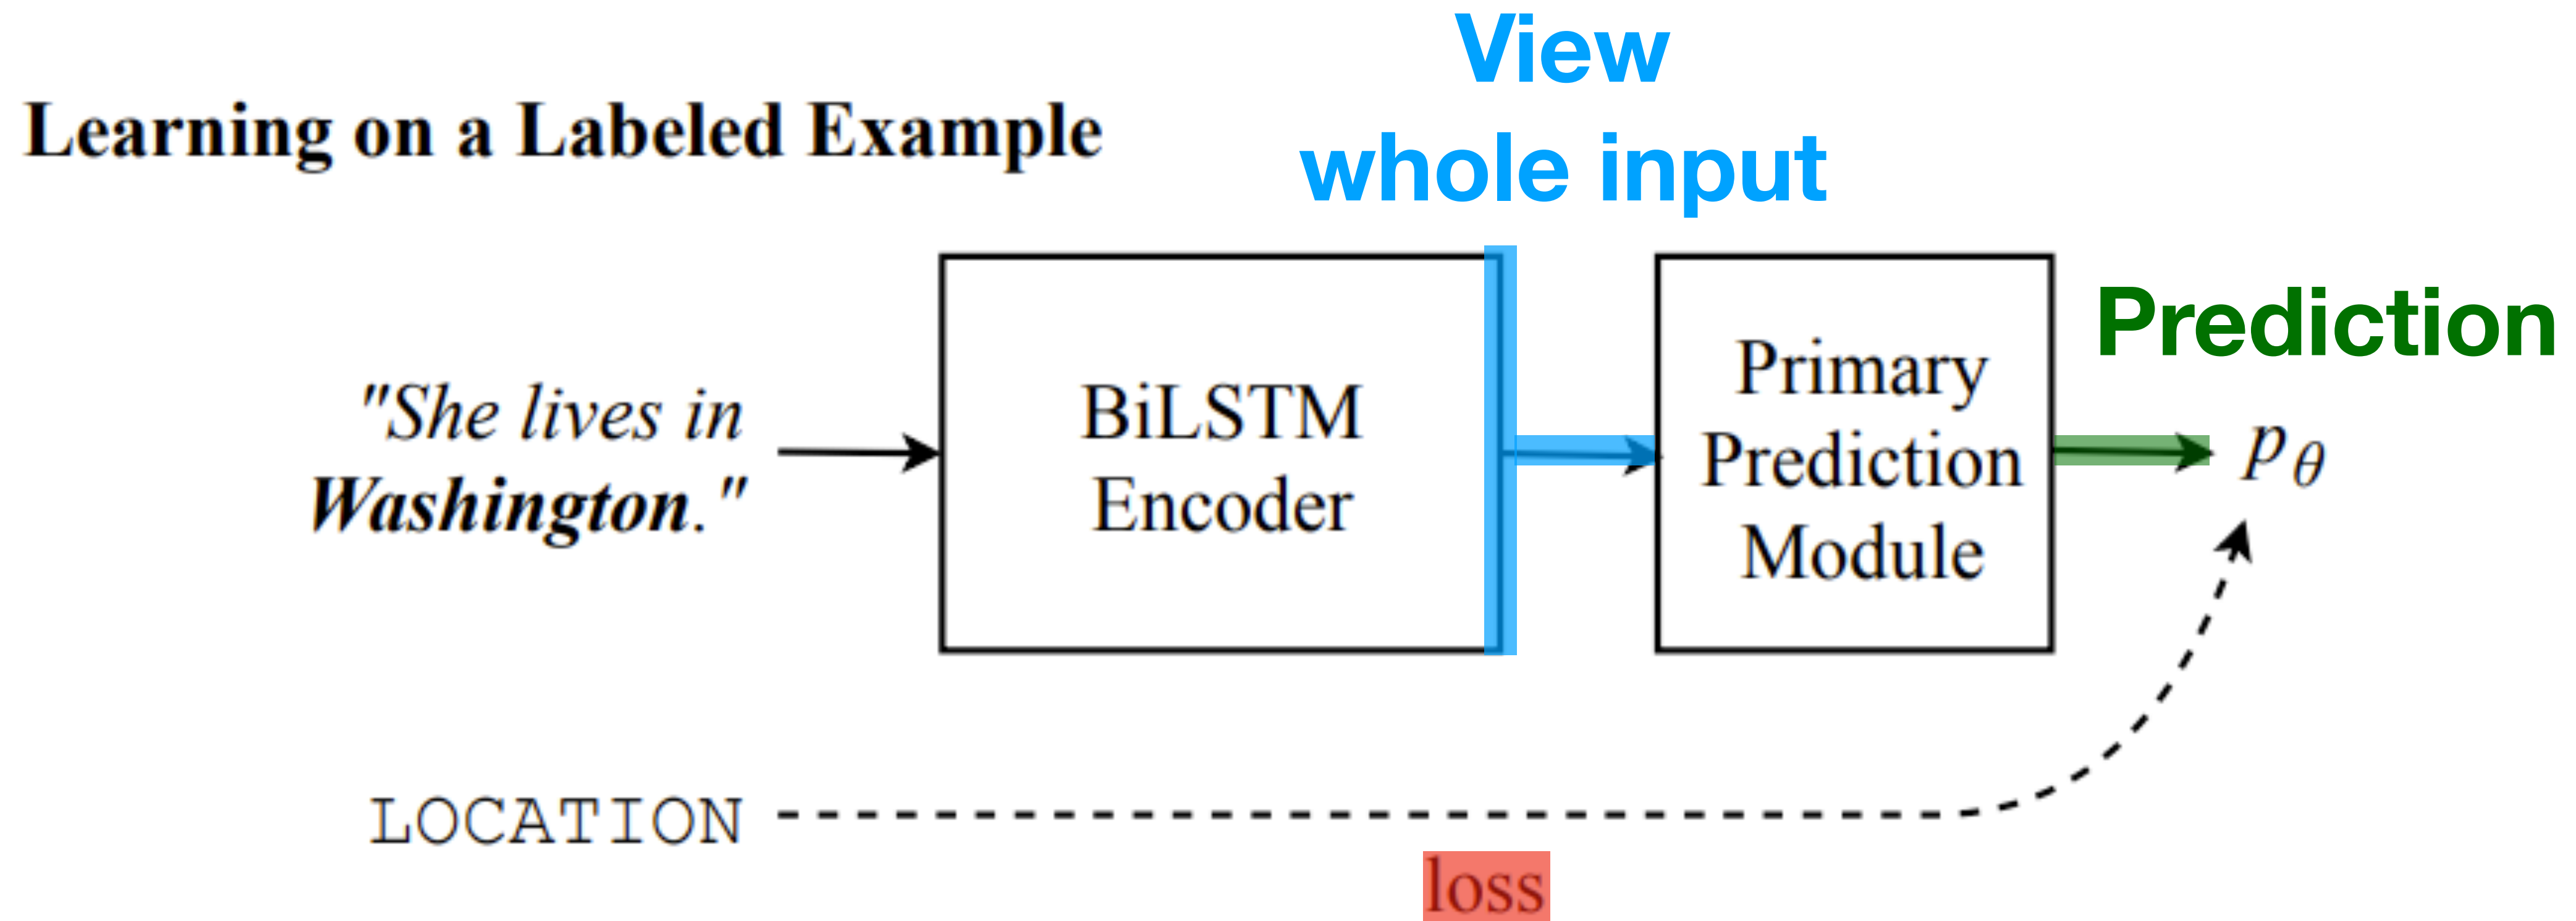 View
whole input
Learning on a Labeled Example
Prediction
"She lives in
Washington."
BiLSTM
Encoder
Primary
Prediction
Module
pθ
LOCATION
loss